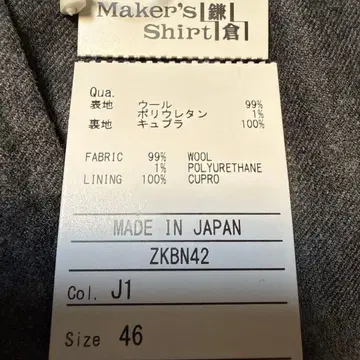 Maker's 鎌
Shirt 倉
Qua.
表地 ウール 99%
ポリウレタン 1%
裏地 キュプラ 100%
FABRIC 99% WOOL
1% POLYURETHANE
LINING 100% CUPRO
MADE IN JAPAN
ZKBN42
Col. J1
Size 46